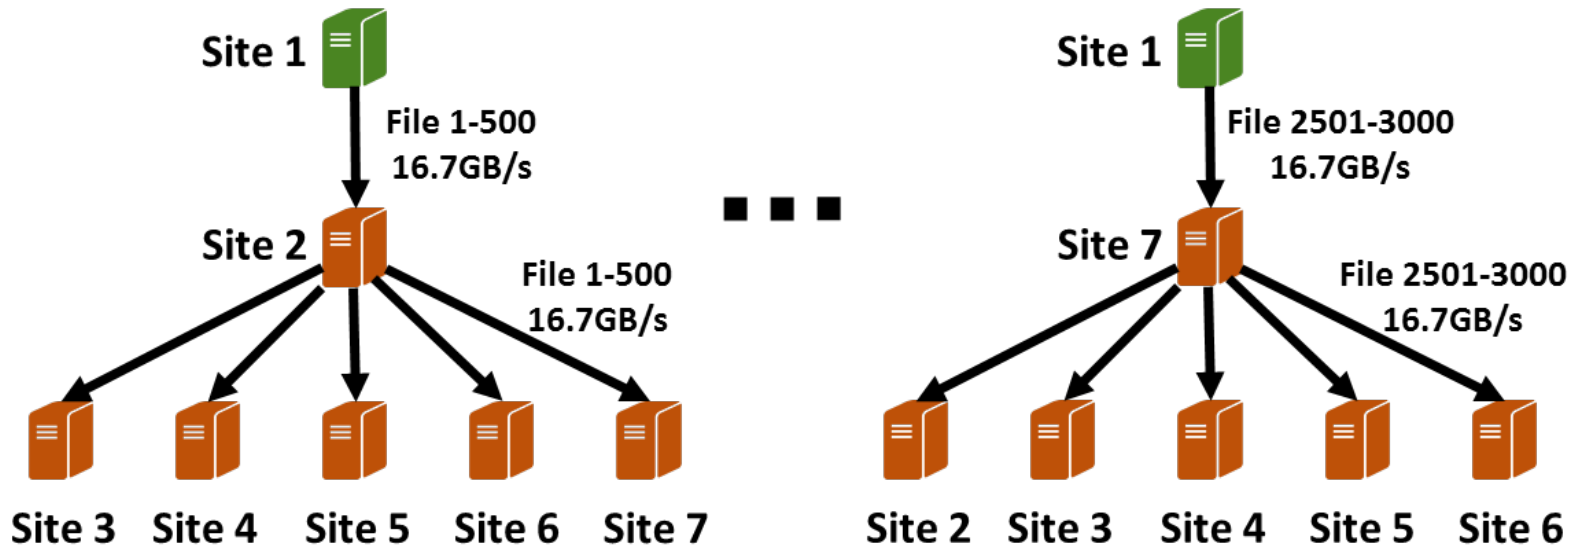 Site 1
File 1-500
16.7GB/s
Site 2
File 1-500
16.7GB/s
Site 3
Site 4
Site 5
Site 6
Site 7
Site 1
File 2501-3000
16.7GB/s
Site 7
File 2501-3000
16.7GB/s
Site 2
Site 3
Site 4
Site 5
Site 6